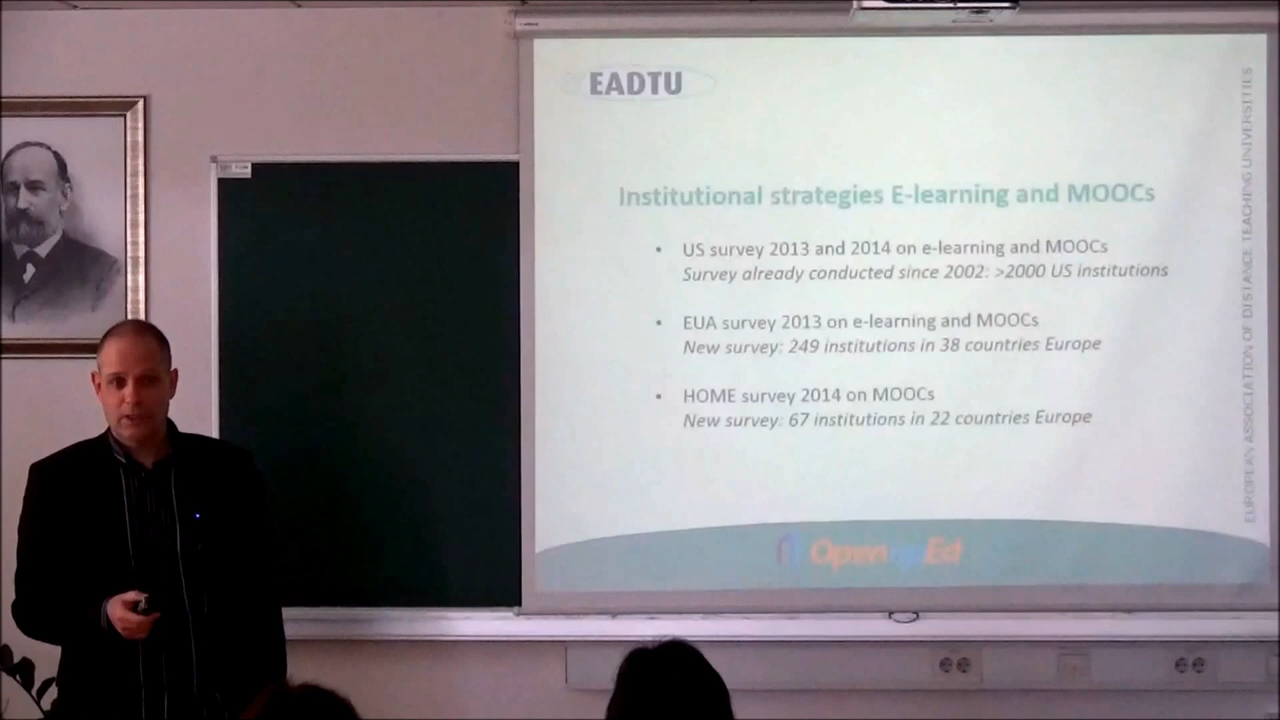 EADTU
Institutional strategies E-learning and MOOCs
• US survey 2013 and 2014 on e-learning and MOOCs
Survey already conducted since 2002: >2000 US institutions
• EUA survey 2013 on e-learning and MOOCs
New survey: 249 institutions in 38 countries Europe
• HOME survey 2014 on MOOCs
New survey: 67 institutions in 22 countries Europe
EUROPEAN ASSOCIATION OF DISTANCE TEACHING UNIVERSITIES
OpenupEd